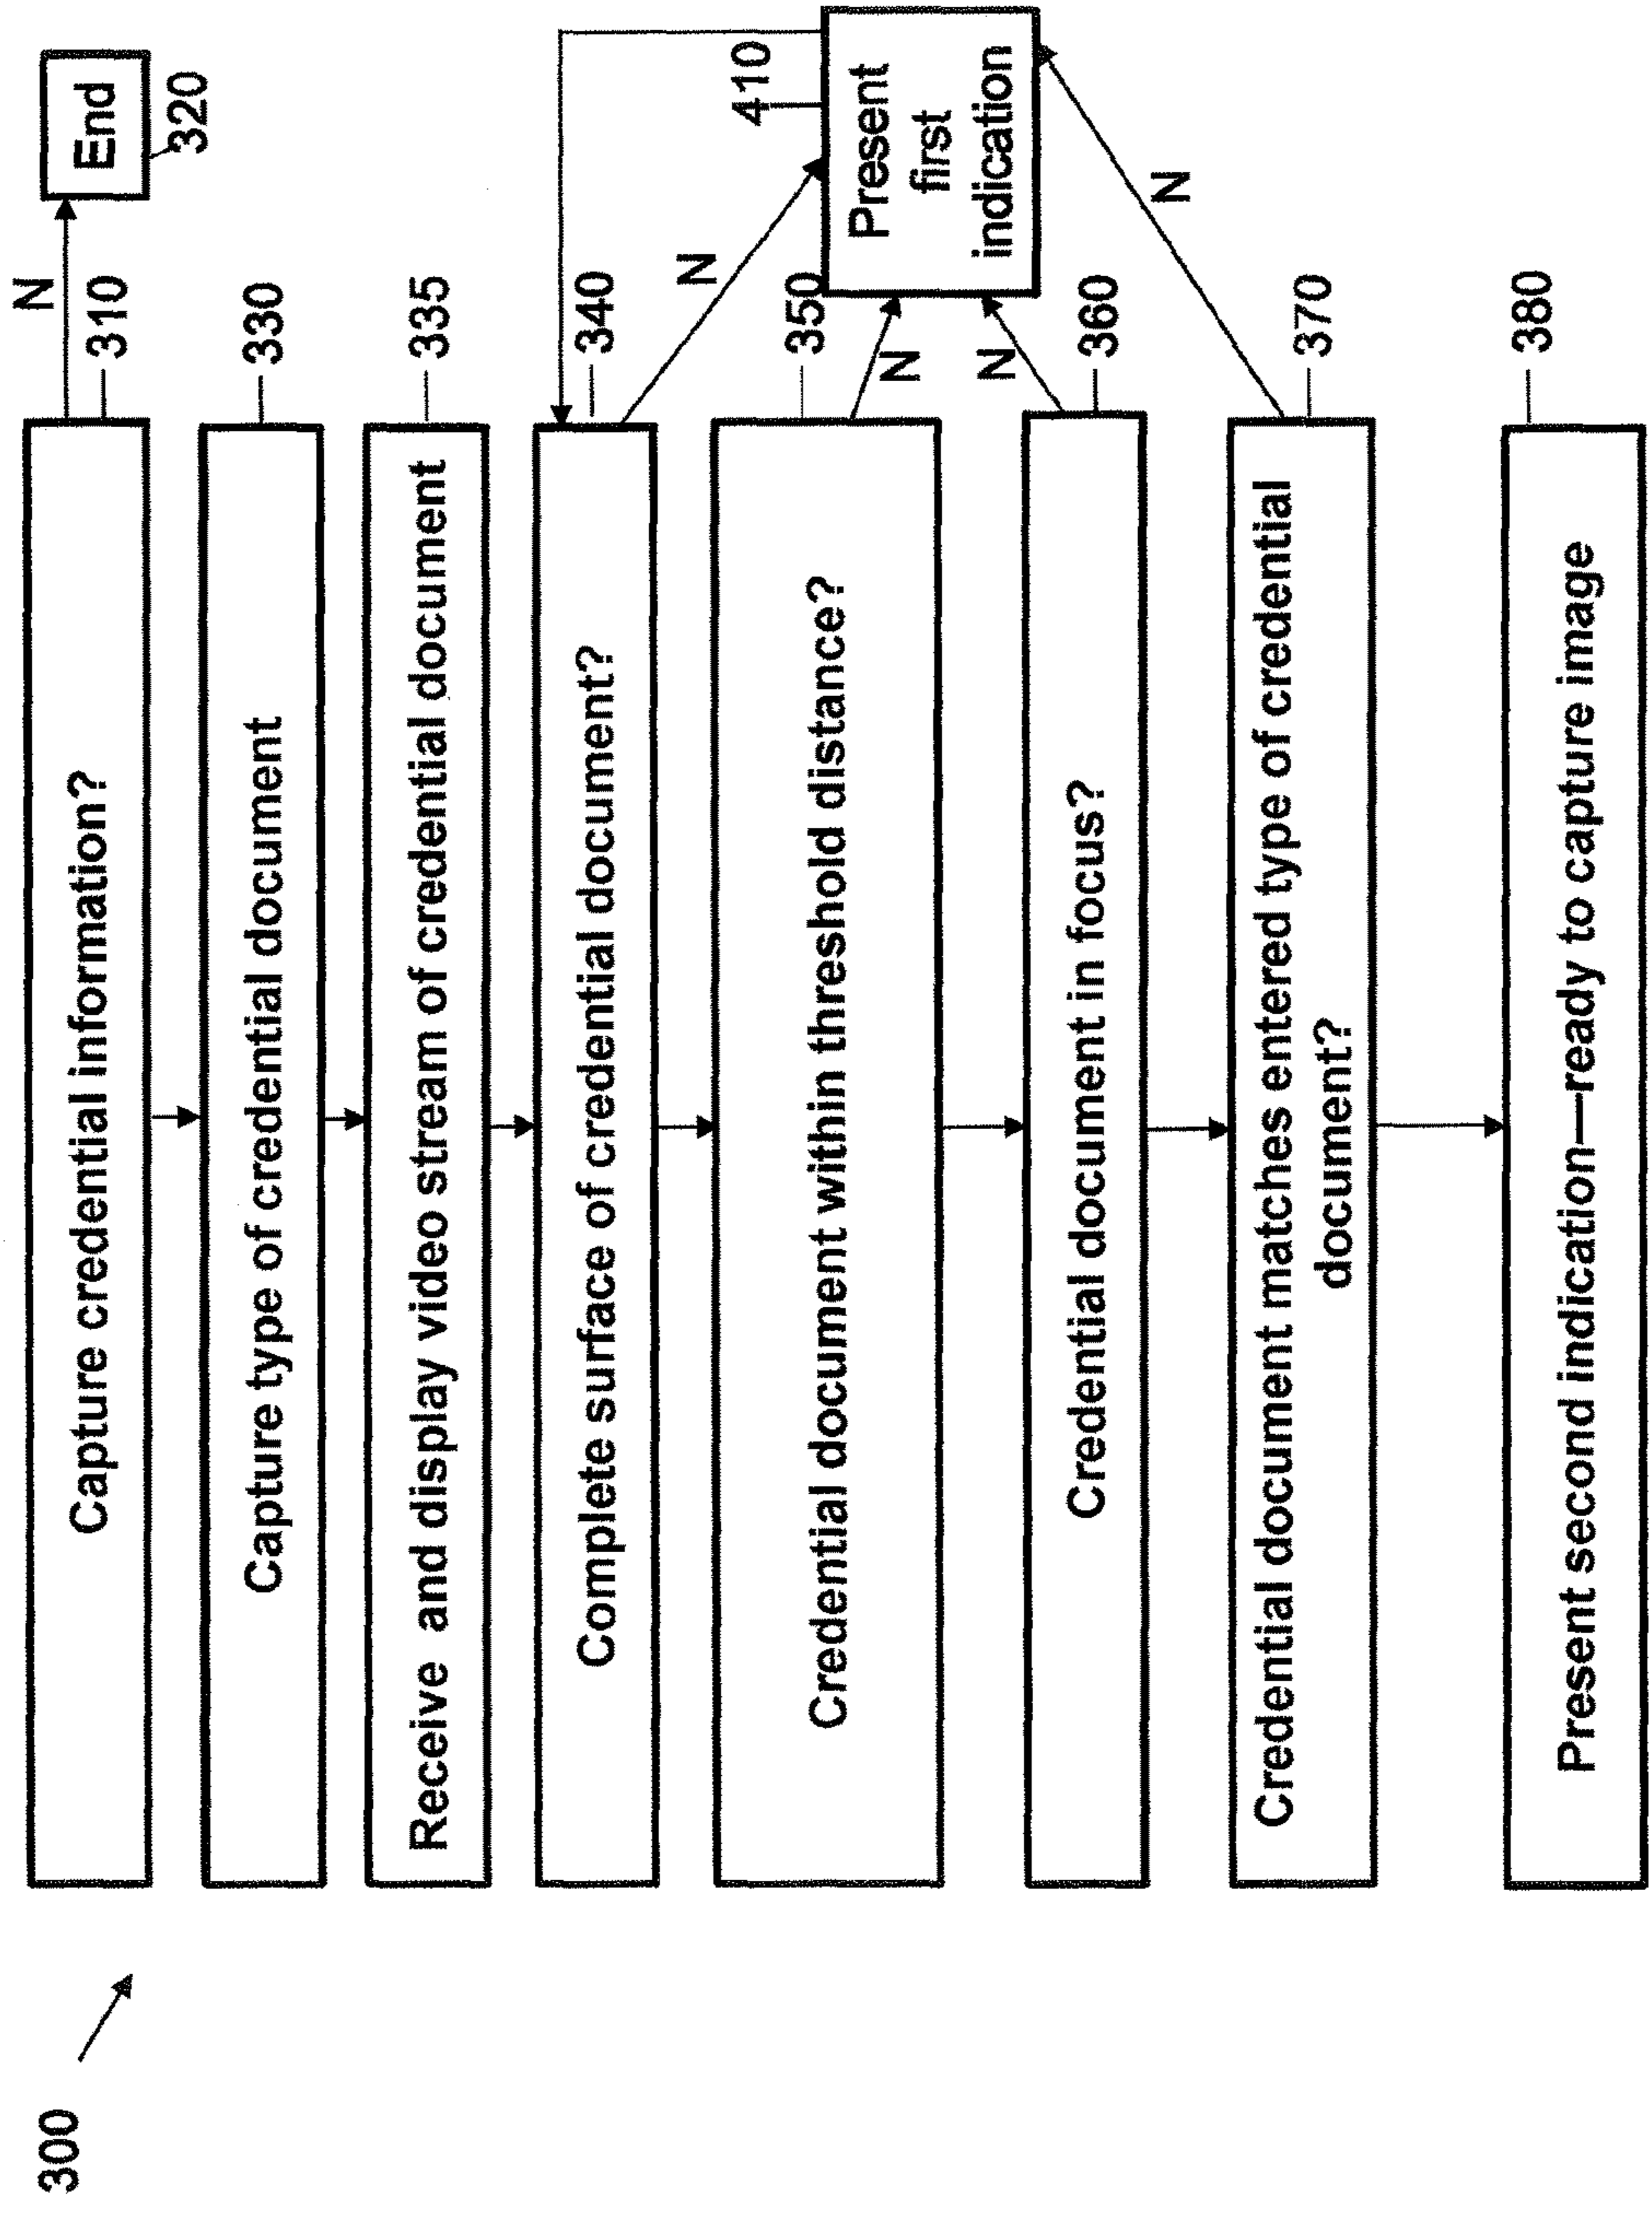 300
Capture credential information?
310
N
End
320
Capture type of credential document
330
Receive and display video stream of credential document
335
Complete surface of credential document?
340
N
Credential document within threshold distance?
350
N
410
Present
first
indication
Credential document in focus?
360
N
Credential document matches entered type of credential
document?
370
N
Present second indication—ready to capture image
380